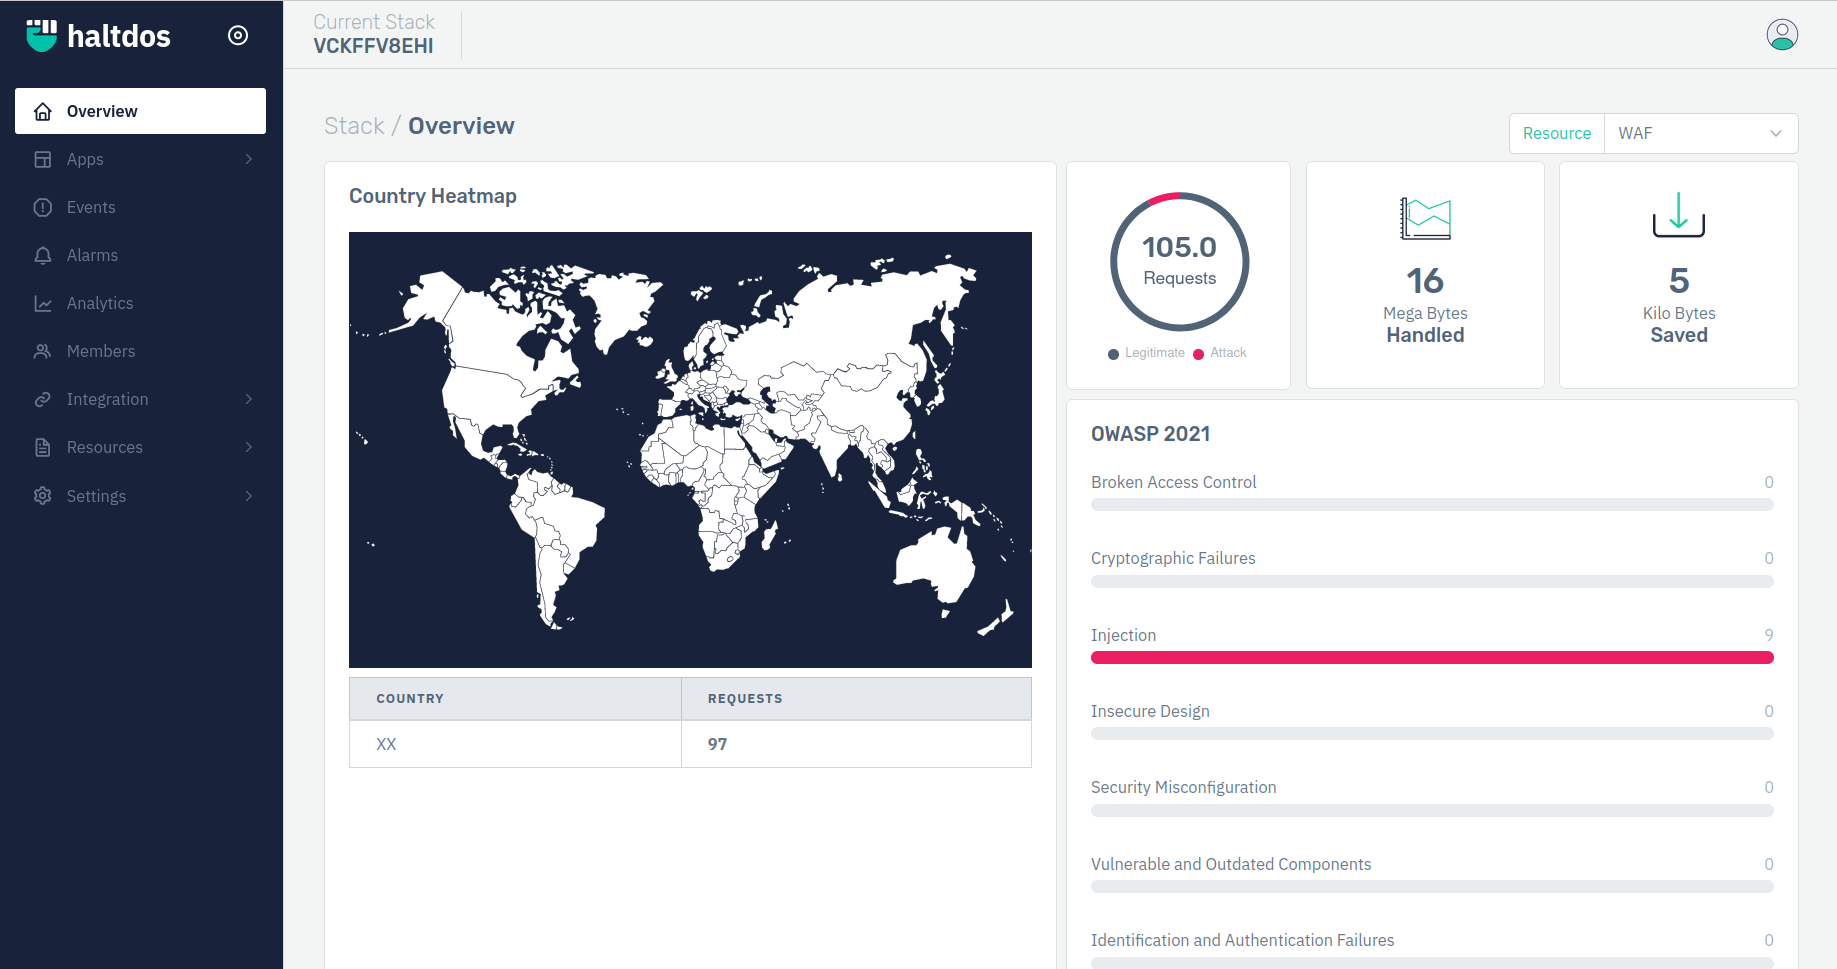 haltdos
Current Stack
VCKFFV8EHI
Overview
Apps
Events
Alarms
Analytics
Members
Integration
Resources
Settings
Stack / Overview
Resource WAF
Country Heatmap
COUNTRY REQUESTS
XX 97
105.0
Requests
Legitimate Attack
16
Mega Bytes
Handled
5
Kilo Bytes
Saved
OWASP 2021
Broken Access Control 0
Cryptographic Failures 0
Injection 9
Insecure Design 0
Security Misconfiguration 0
Vulnerable and Outdated Components 0
Identification and Authentication Failures 0